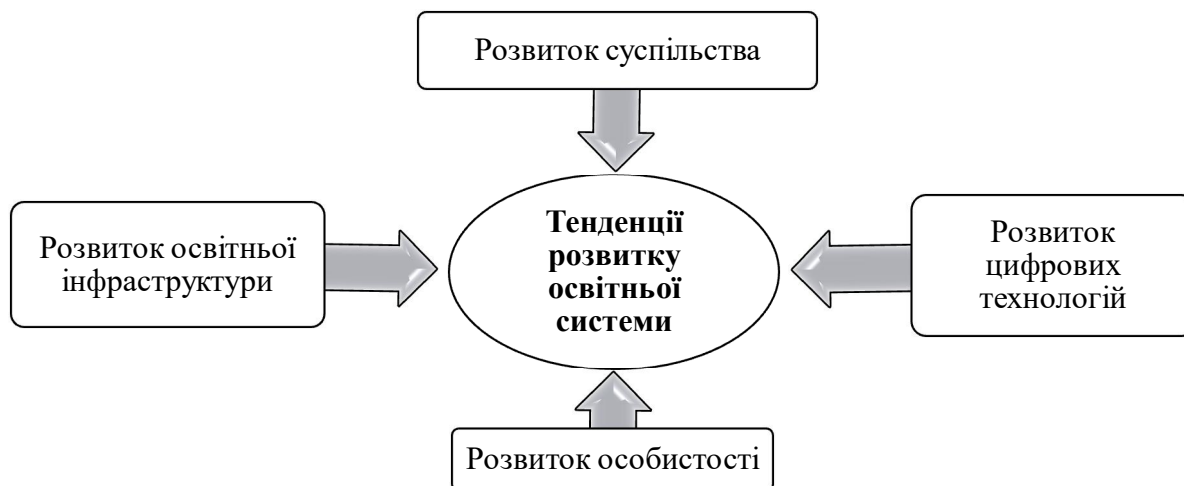 Розвиток суспільства
Розвиток освітньої
інфраструктури
Тенденції
розвитку
освітньої
системи
Розвиток
цифрових
технологій
Розвиток особистості